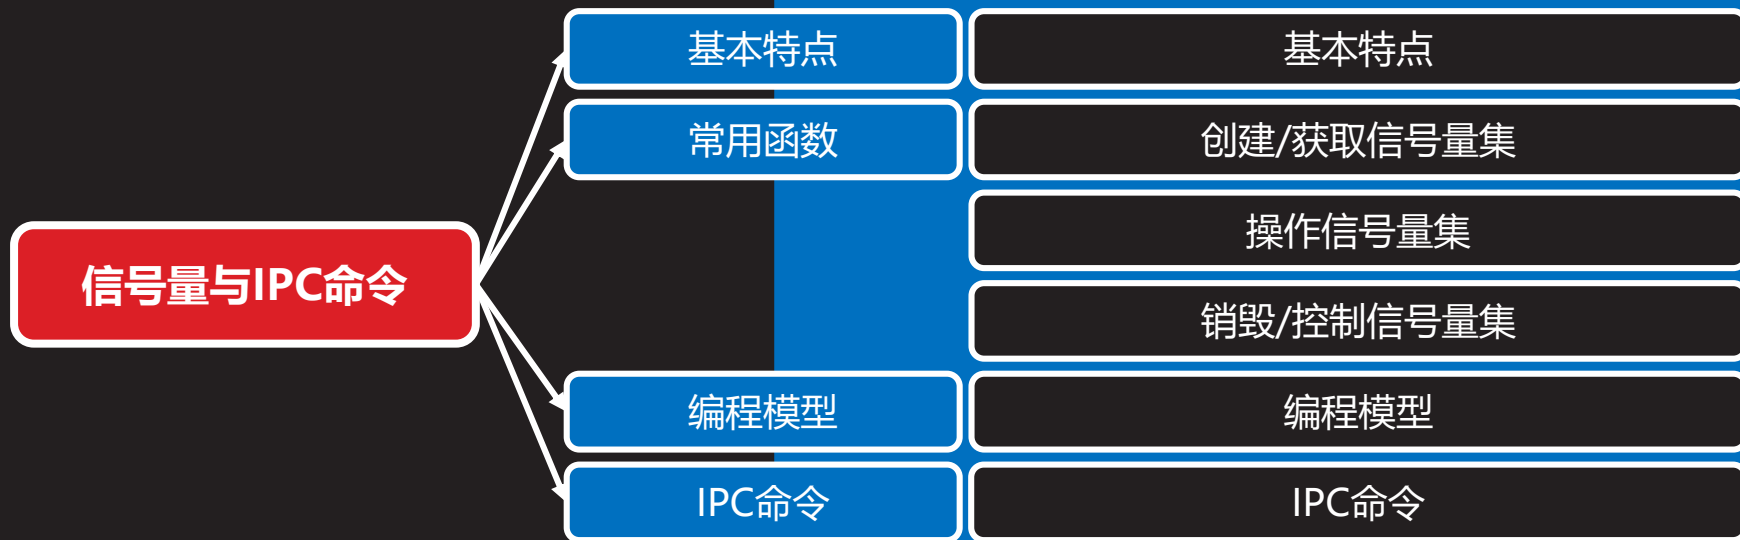 信号量与IPC命令
基本特点
基本特点
常用函数
创建/获取信号量集
操作信号量集
销毁/控制信号量集
编程模型
编程模型
IPC命令
IPC命令